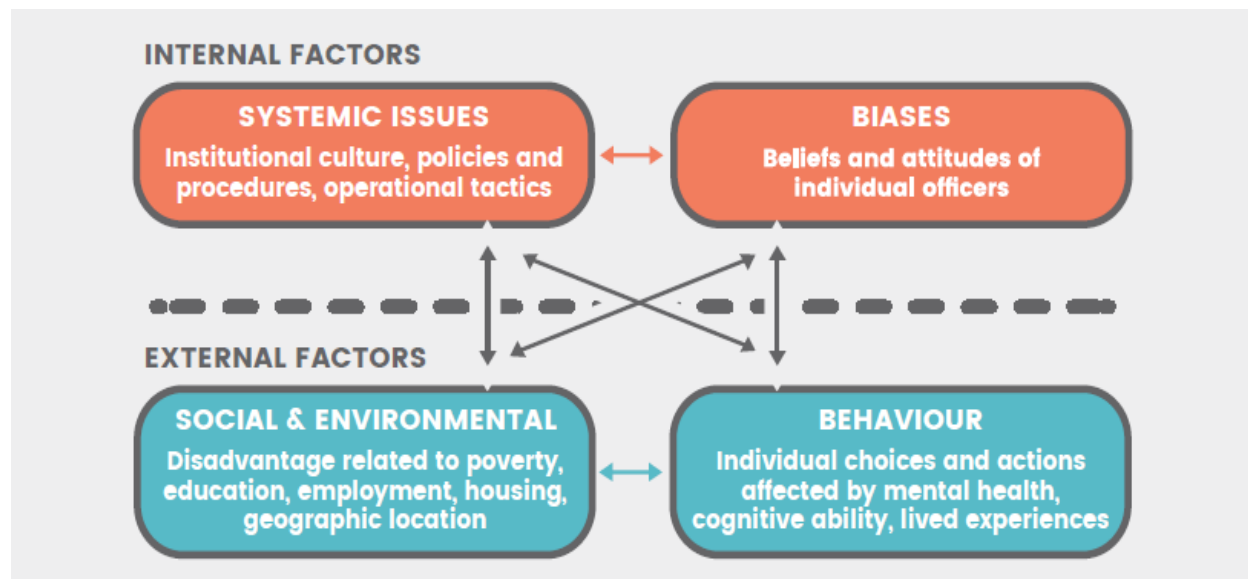 INTERNAL FACTORS
SYSTEMIC ISSUES
Institutional culture, policies and
procedures, operational tactics
BIASES
Beliefs and attitudes of
individual officers
EXTERNAL FACTORS
SOCIAL & ENVIRONMENTAL
Disadvantage related to poverty,
education, employment, housing,
geographic location
BEHAVIOUR
Individual choices and actions
affected by mental health,
cognitive ability, lived experiences